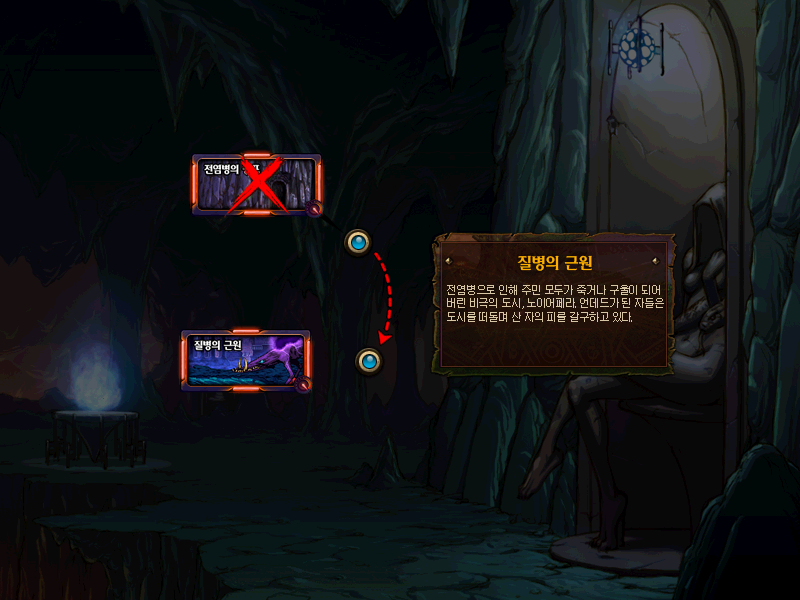 전염병의
질병의 근원
전염병으로 인해 주민 모두가 죽거나 구울이 되어
버린 비극의 도시, 노이어페라. 언데드가 된 자들은
도시를 떠돌며 산 자의 피를 갈구하고 있다.
질병의 근원